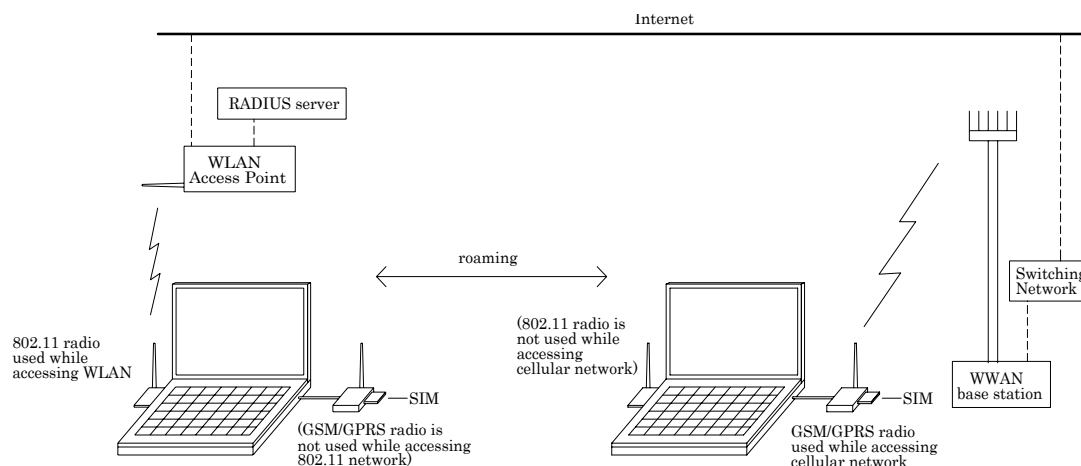 Internet
RADIUS server
WLAN
Access Point
roaming
Switching
Network
802.11 radio
used while
accessing WLAN
(802.11 radio is
not used while
accessing
cellular network)
WWAN
base station
SIM
SIM
(GSM/GPRS radio is
not used while accessing
802.11 network)
GSM/GPRS radio
used while accessing
cellular network